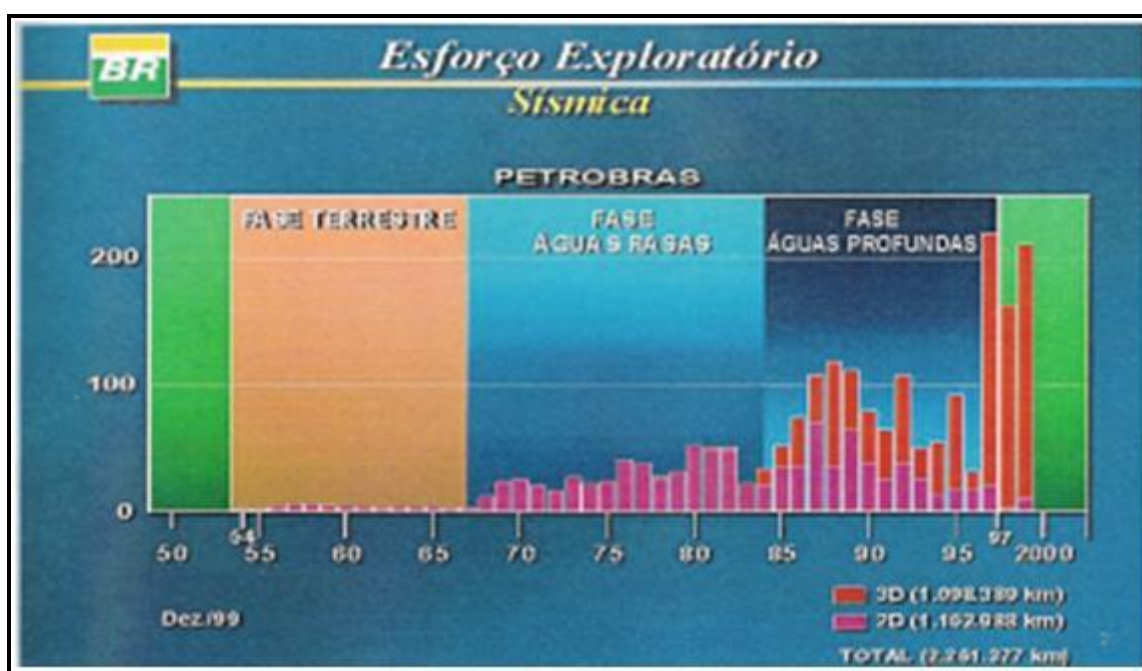 BR
Esforço Exploratório
Sísmica
PETROBRAS
FASE TERRESTRE
FASE
ÁGUAS RASAS
FASE
ÁGUAS PROFUNDAS
200
100
0
54
97
50 55 60 65 70 75 80 85 90 95 2000
3D (1.098.389 km)
Dez./99
2D (1.162.988 km)
TOTAL (2.261.377 km)